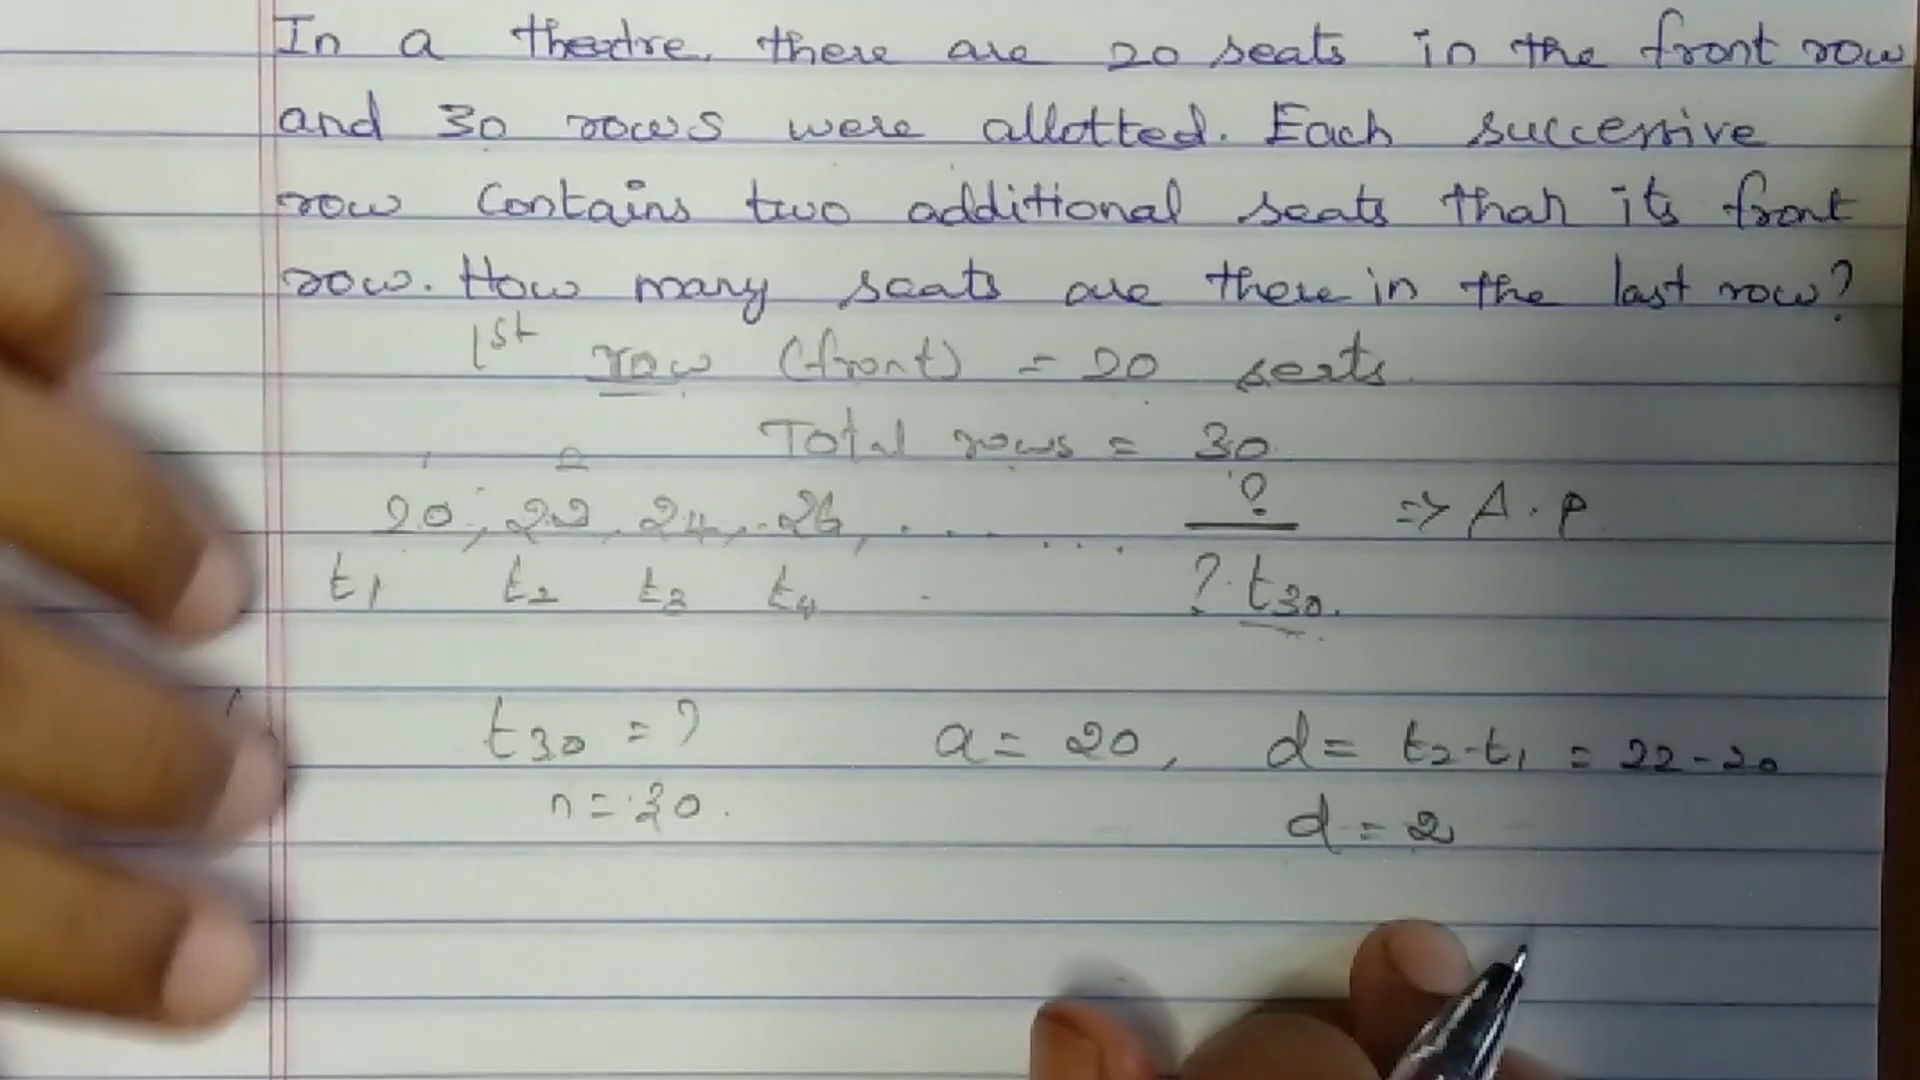 In a theatre, there are 20 seats in the front row
and 30 rows were allotted. Each successive
row contains two additional seats than its front
row. How many seats are there in the last row?
1st row (front) = 20 seats.
Total rows = 30
1 2
20, 22, 24, 26, ........ ? => A.P
t1 t2 t3 t4 . ? t30.
t30 = ? a = 20, d = t2-t1 = 22-20
n = 30. d = 2